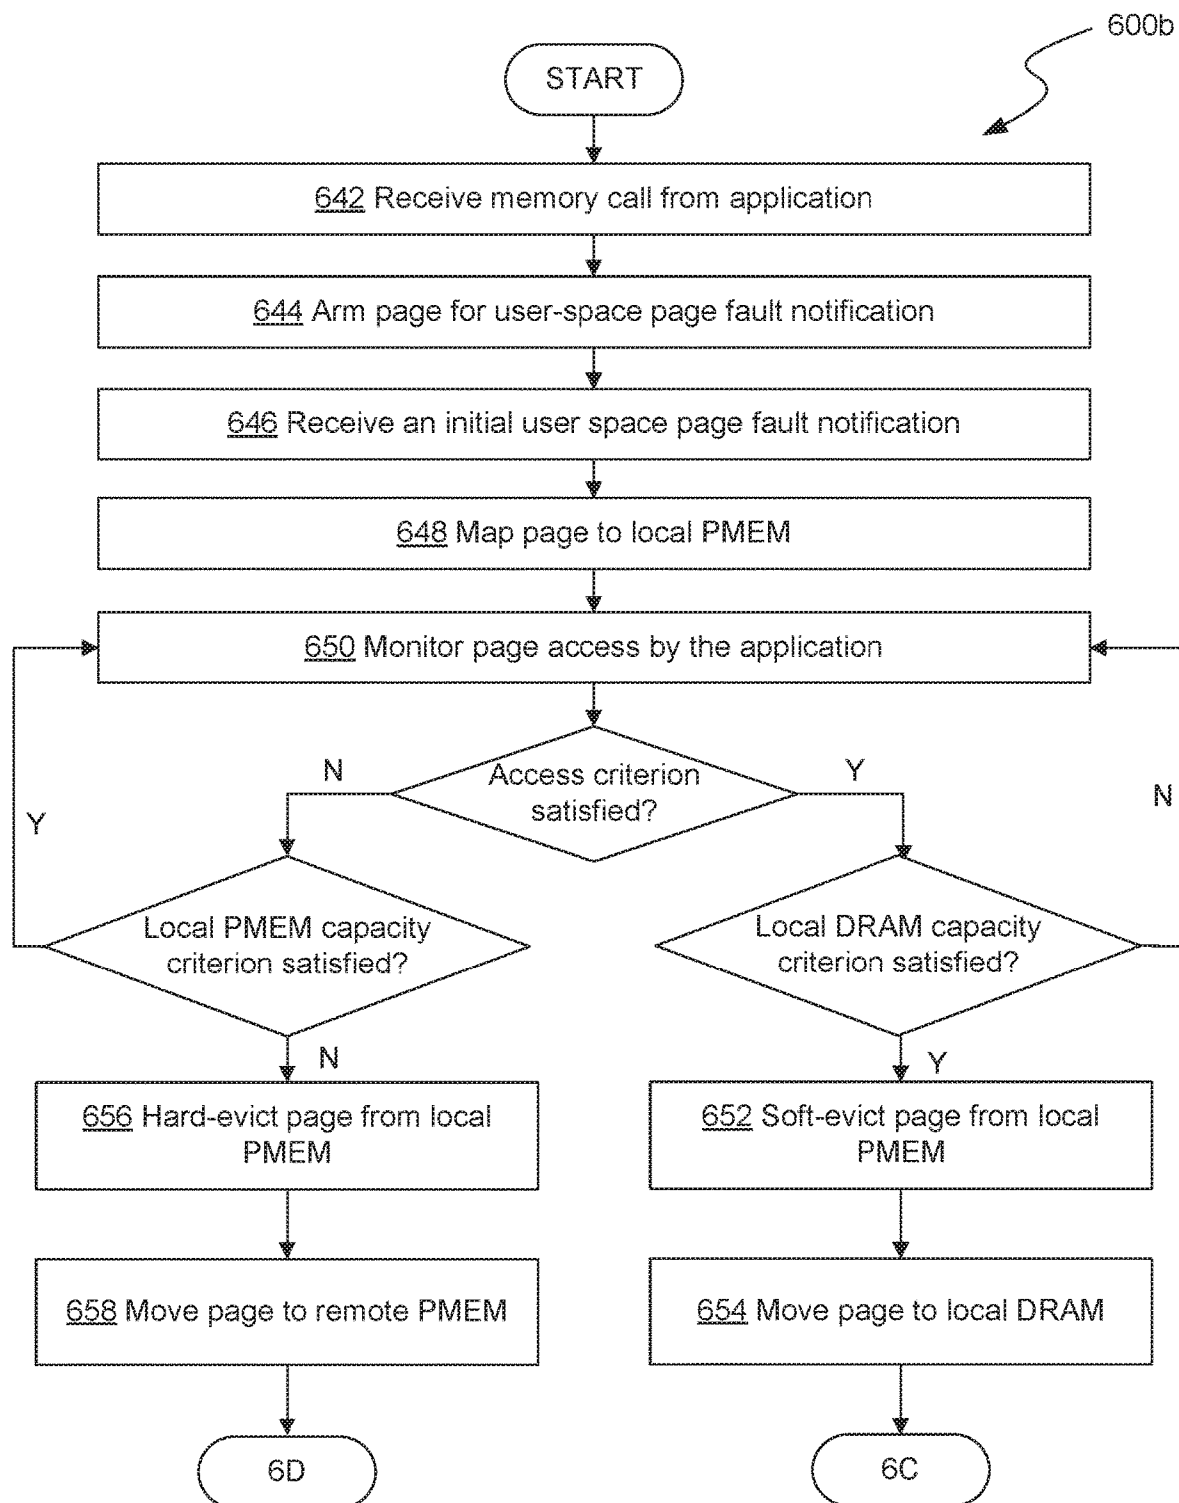 600b
START
642 Receive memory call from application
644 Arm page for user-space page fault notification
646 Receive an initial user space page fault notification
648 Map page to local PMEM
650 Monitor page access by the application
N
Access criterion
satisfied?
Y
N
Y
Local PMEM capacity
criterion satisfied?
Local DRAM capacity
criterion satisfied?
N
Y
656 Hard-evict page from local
PMEM
652 Soft-evict page from local
PMEM
658 Move page to remote PMEM
654 Move page to local DRAM
6D
6C